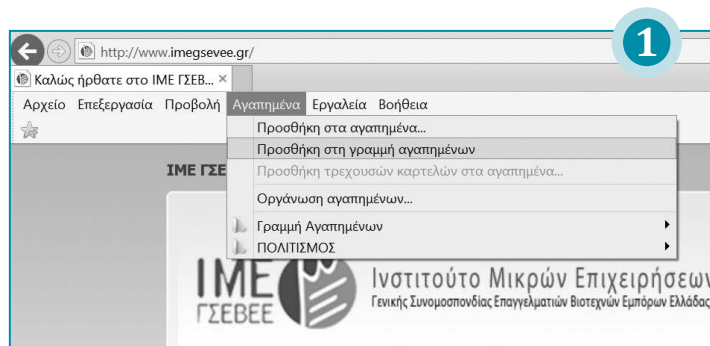 1
http://www.imegsevee.gr/
Καλώς ήρθατε στο ΙΜΕ ΓΣΕΒ... ×
Αρχείο Επεξεργασία Προβολή Αγαπημένα Εργαλεία Βοήθεια
Προσθήκη στα αγαπημένα...
Προσθήκη στη γραμμή αγαπημένων
ΙΜΕ ΓΣΕ
Προσθήκη τρεχουσών καρτελών στα αγαπημένα...
Οργάνωση αγαπημένων...
Γραμμή Αγαπημένων
ΠΟΛΙΤΙΣΜΟΣ
ΙΜΕ
ΓΣΕΒΕΕ
Ινστιτούτο Μικρών Επιχειρήσεων
Γενικής Συνομοσπονδίας Επαγγελματιών Βιοτεχνών Εμπόρων Ελλάδας